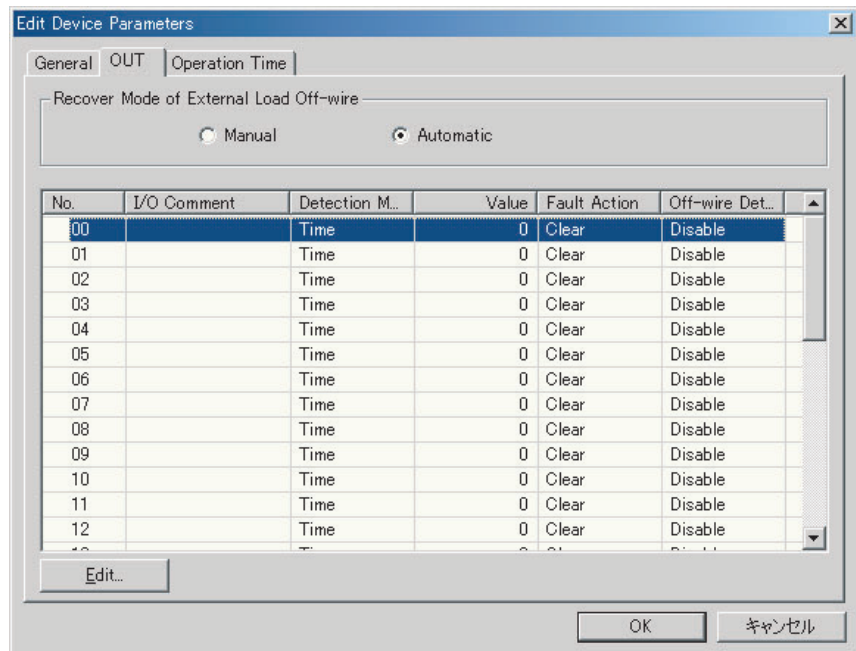 Edit Device Parameters
General OUT Operation Time
Recover Mode of External Load Off-wire
Manual Automatic
No. I/O Comment Detection M... Value Fault Action Off-wire Det...
00 Time 0 Clear Disable
01 Time 0 Clear Disable
02 Time 0 Clear Disable
03 Time 0 Clear Disable
04 Time 0 Clear Disable
05 Time 0 Clear Disable
06 Time 0 Clear Disable
07 Time 0 Clear Disable
08 Time 0 Clear Disable
09 Time 0 Clear Disable
10 Time 0 Clear Disable
11 Time 0 Clear Disable
12 Time 0 Clear Disable
Edit...
OK キャンセル